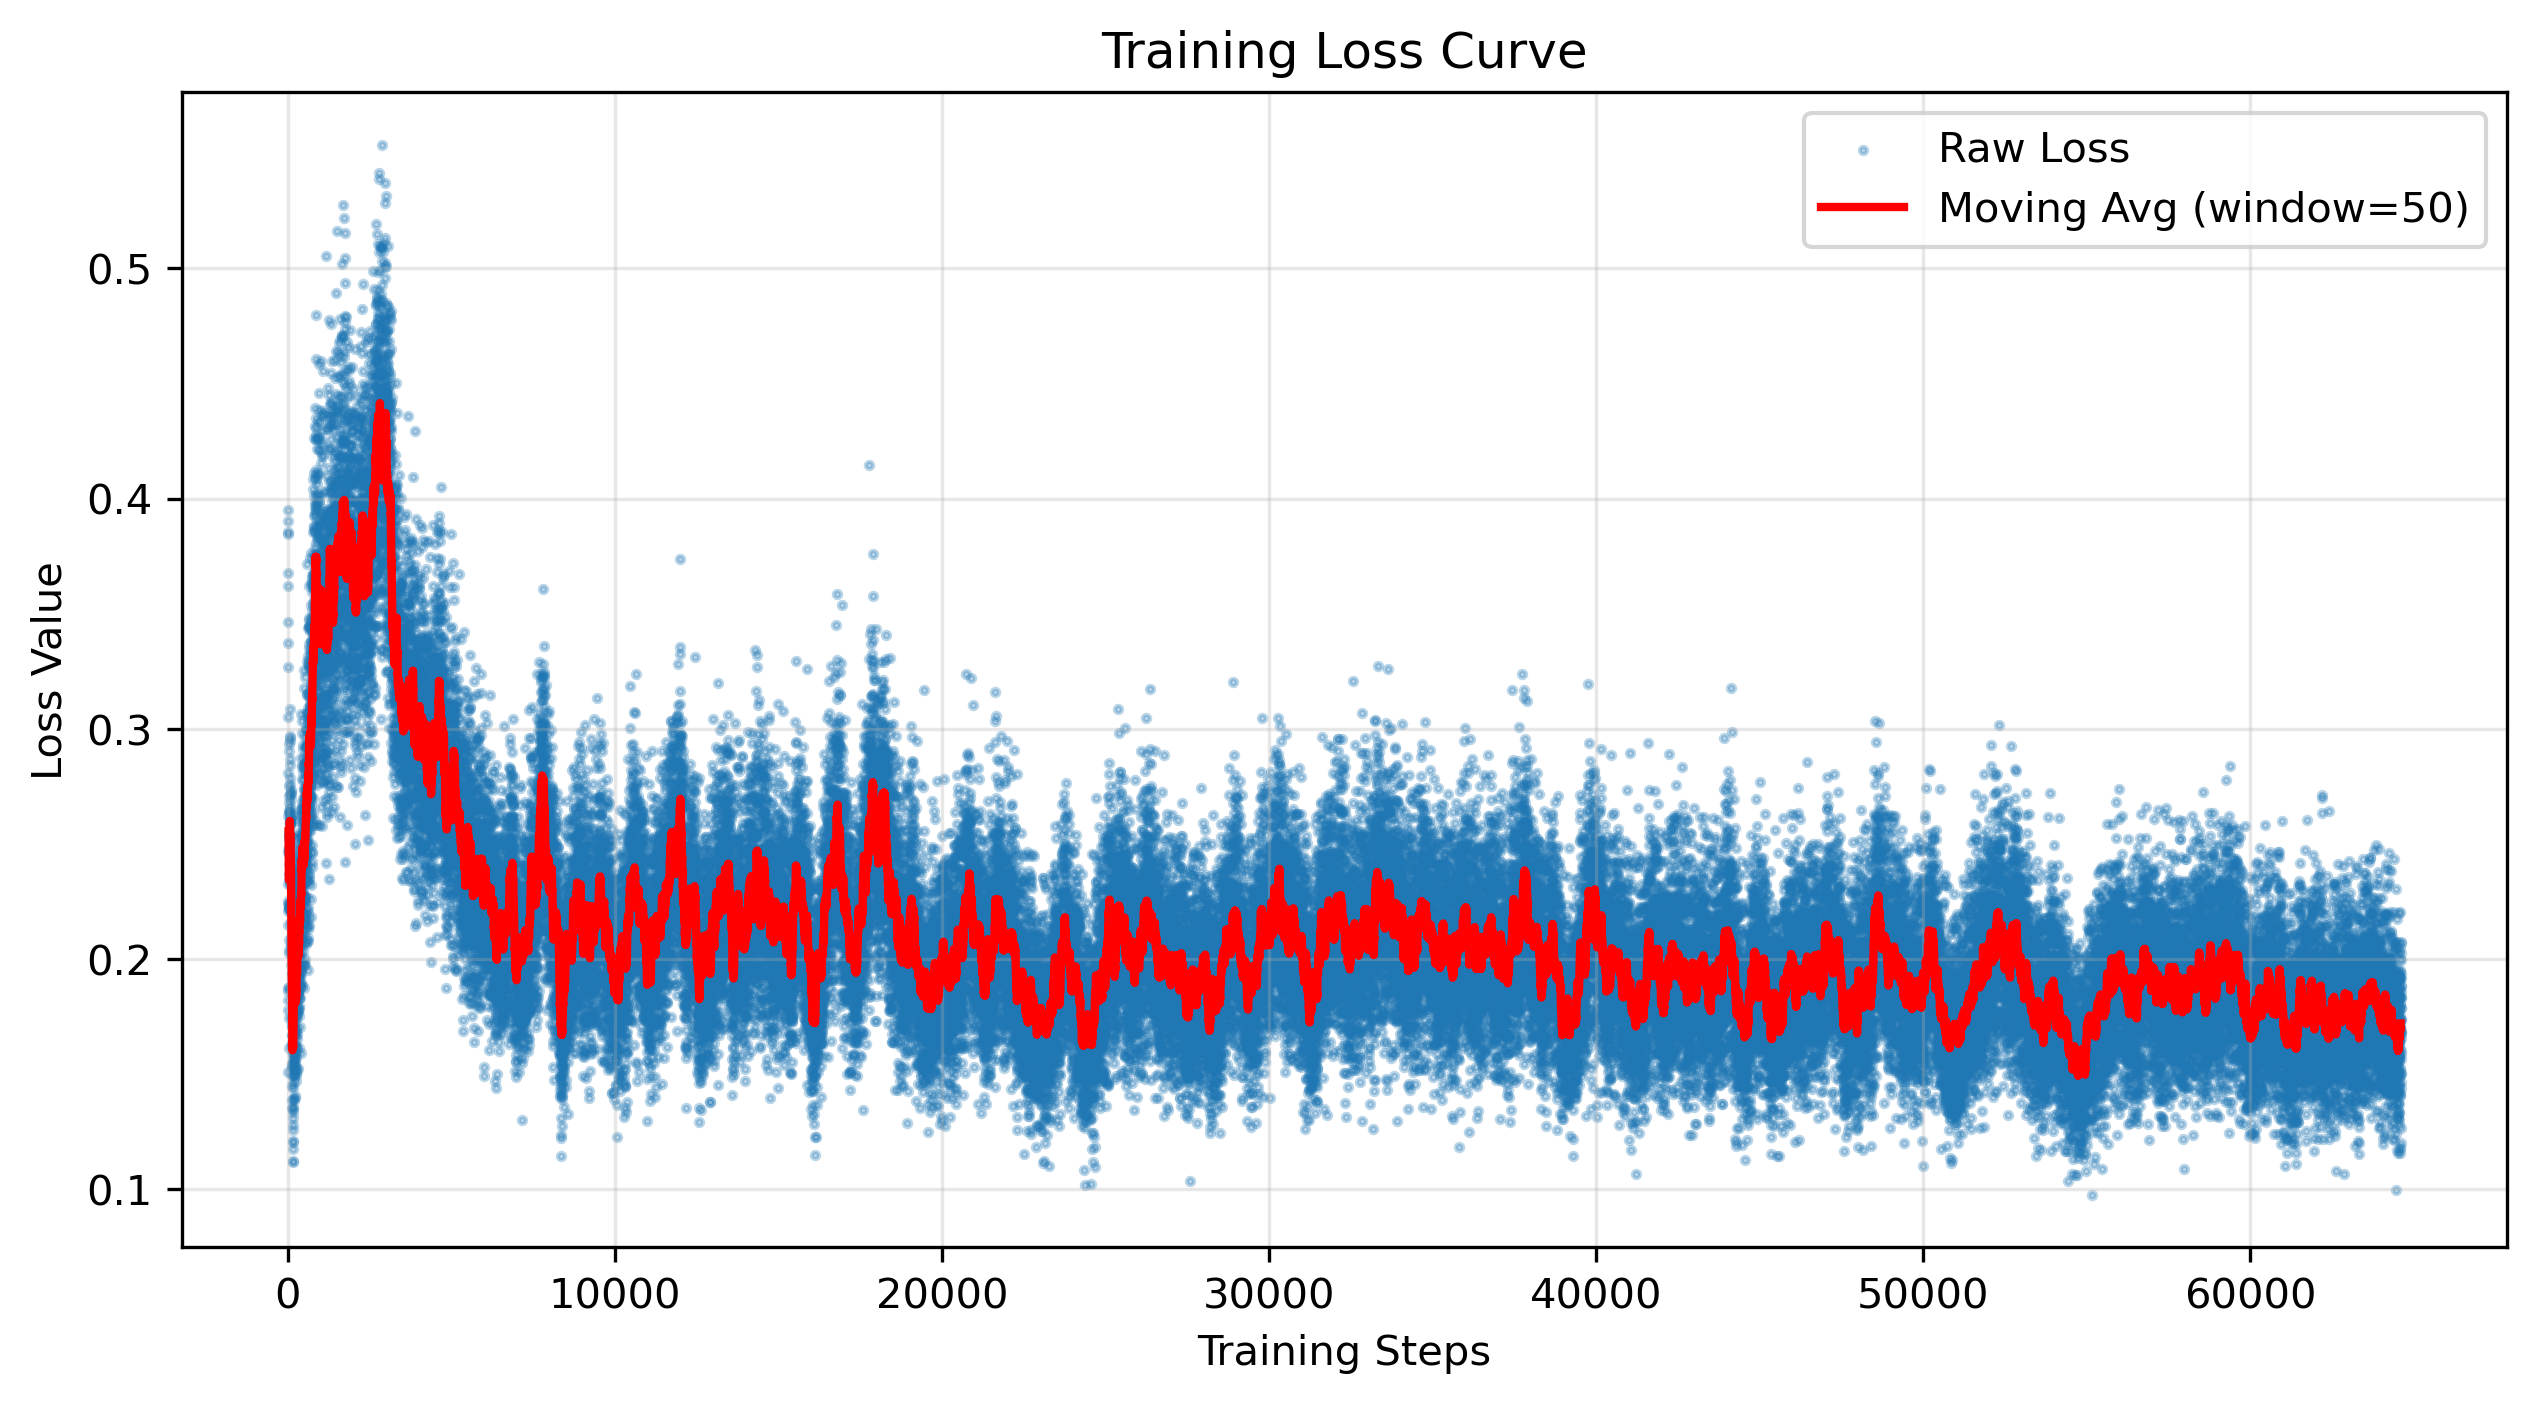 Training Loss Curve
Raw Loss
Moving Avg (window=50)
Loss Value
0.5
0.4
0.3
0.2
0.1
0 10000 20000 30000 40000 50000 60000
Training Steps